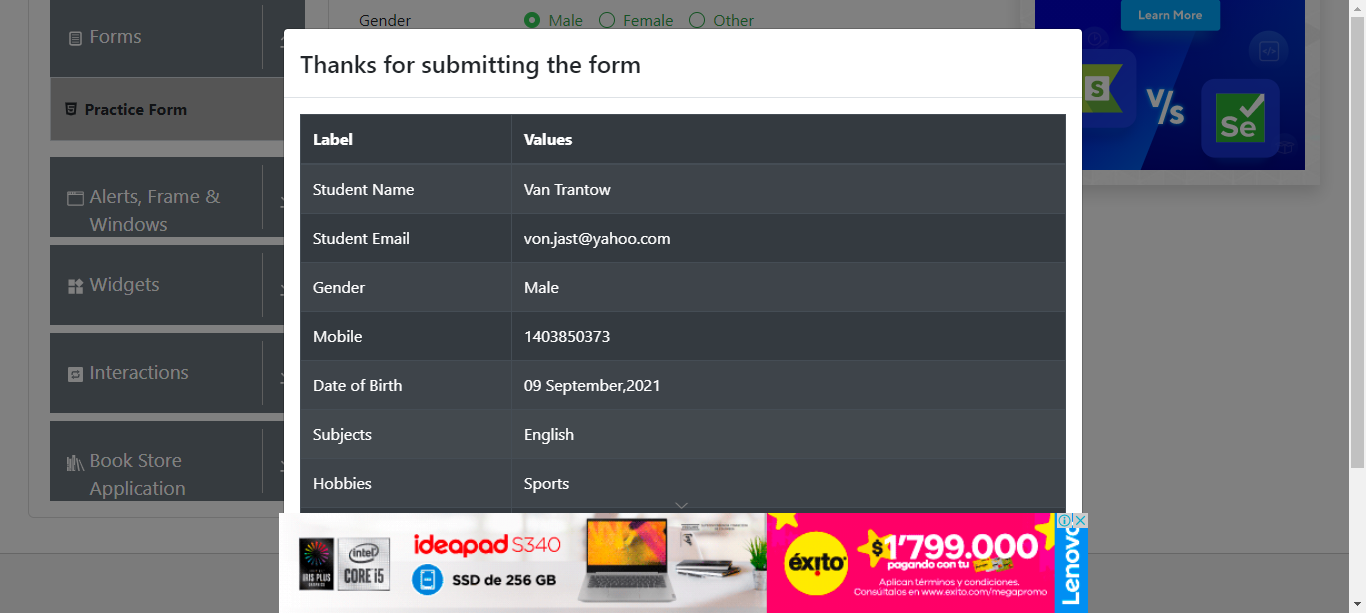 Gender Male Female Other
Learn More
Forms
Thanks for submitting the form
Practice Form
V/s
Se
S
Label Values
Student Name Van Trantow
Alerts, Frame &
Windows
Student Email von.jast@yahoo.com
Widgets
Gender Male
Mobile 1403850373
Interactions
Date of Birth 09 September,2021
Subjects English
Book Store
Application
Hobbies Sports
IRIS PLUS
GRAPHICS
intel
CORE i5
ideapad S340
SSD de 256 GB
éxito
$1'799.000
pagando con tu
Aplican términos y condiciones.
Consúltalos en www.exito.com/megapromo
Lenovo